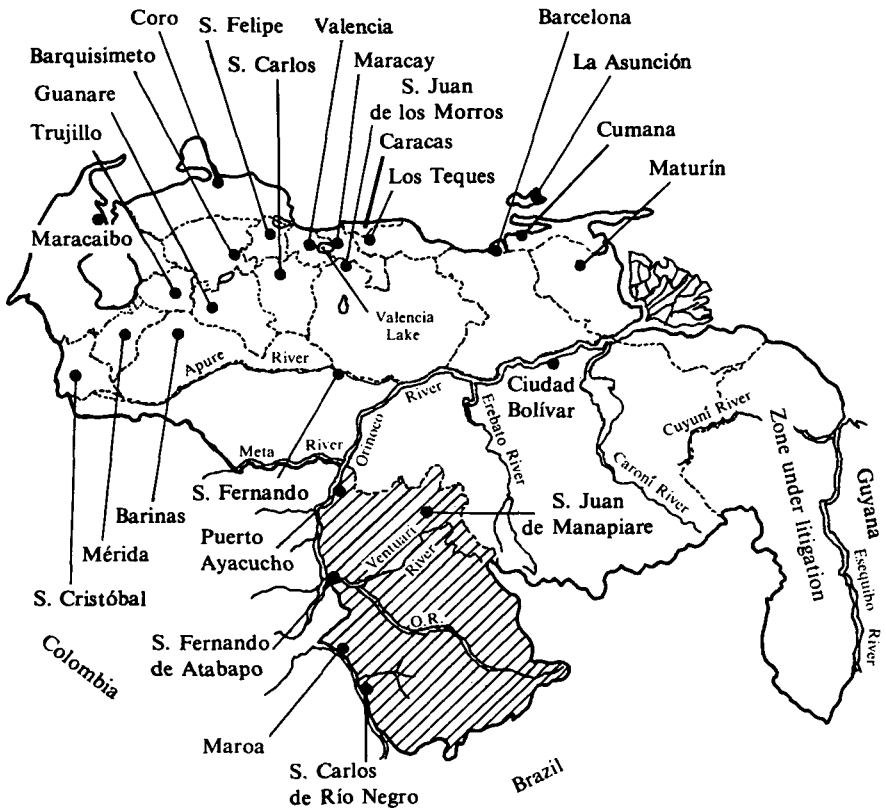 Coro
S. Felipe
Valencia
Barcelona
Barquisimeto
S. Carlos
Maracay
La Asunción
Guanare
S. Juan
de los Morros
Trujillo
Caracas
Cumana
Los Teques
Maturín
Maracaibo
Valencia
Lake
Apure
River
River
Ciudad
Bolívar
Orinoco
Erebato River
Cuyuní River
Caroní River
Zone under litigation
Guyana
Esequibo
River
Meta
River
S. Fernando
Barinas
Puerto
Ayacucho
S. Juan
de Manapiare
Mérida
Ventuari
River
S. Cristóbal
O.R.
S. Fernando
de Atabapo
Colombia
Maroa
S. Carlos
de Río Negro
Brazil